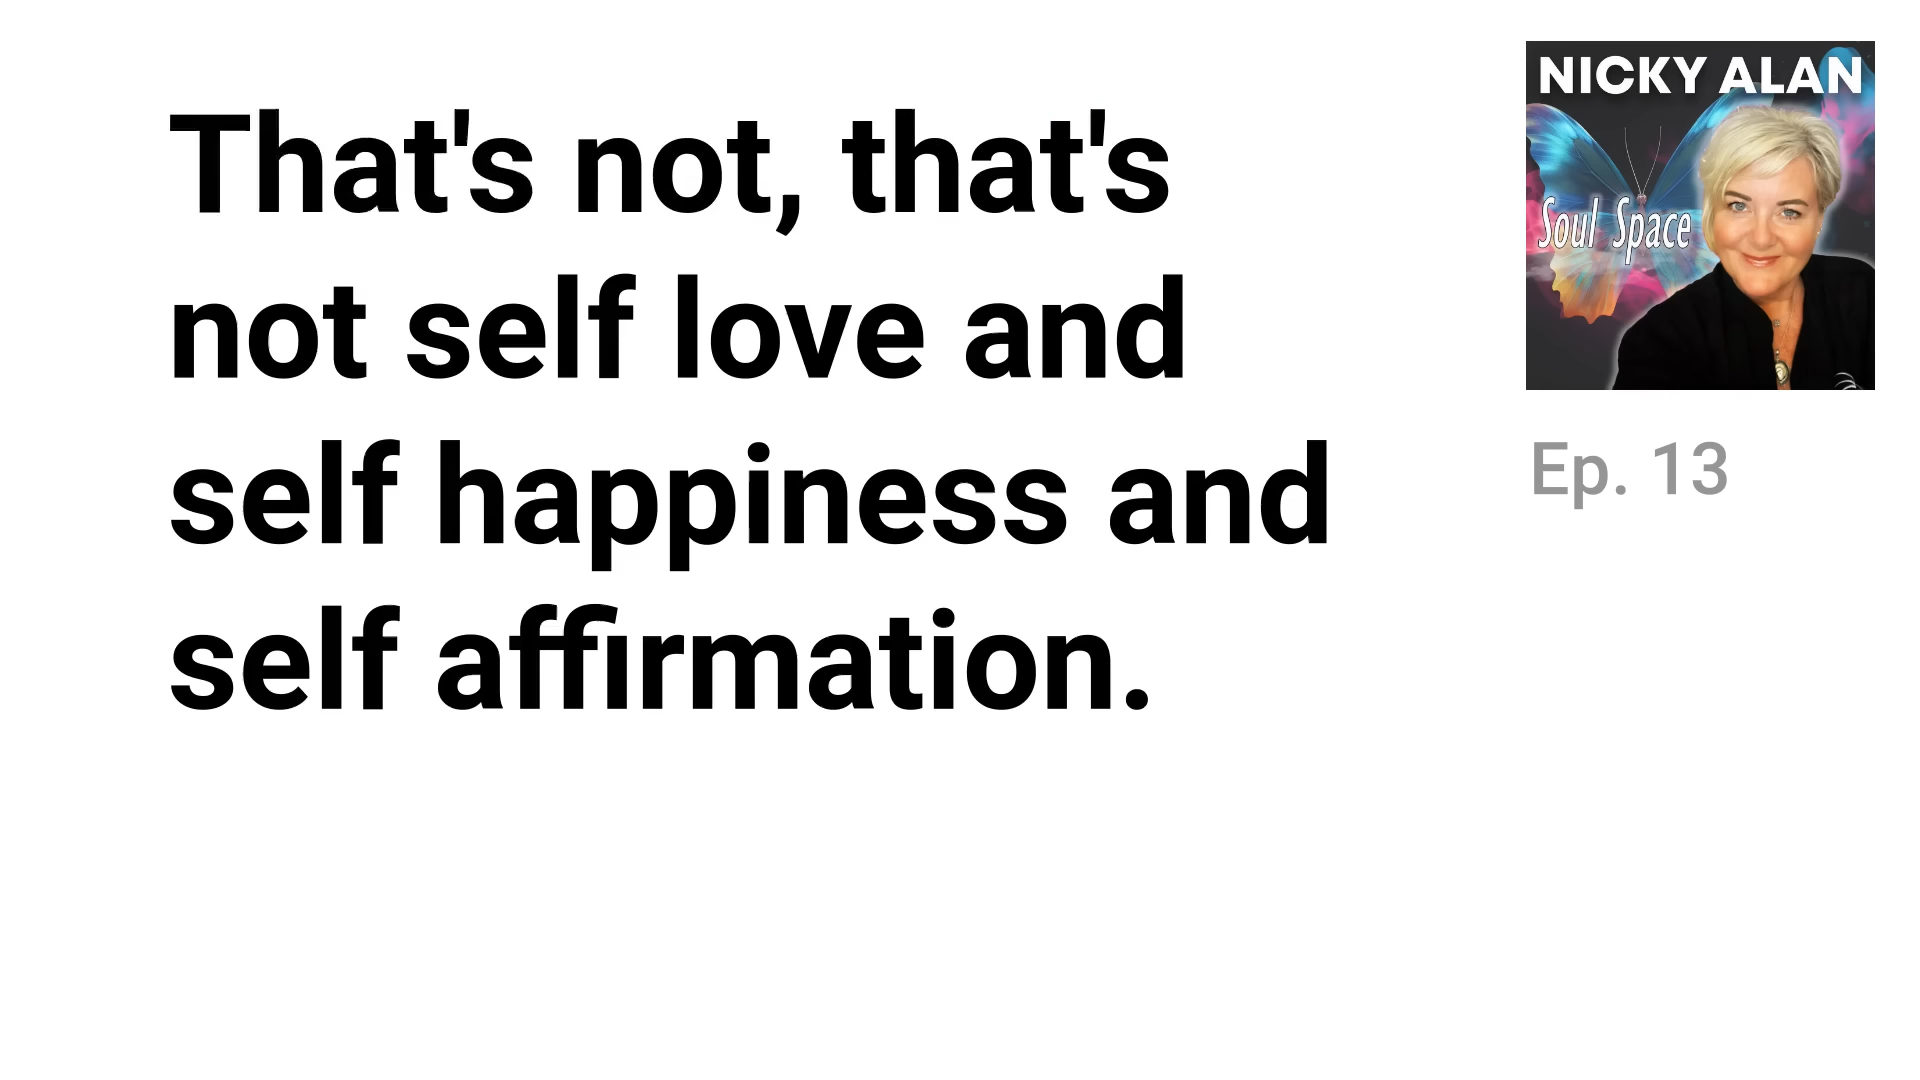 That's not, that's
not self love and
self happiness and
self affirmation.
NICKY ALAN
Soul Space
Ep. 13